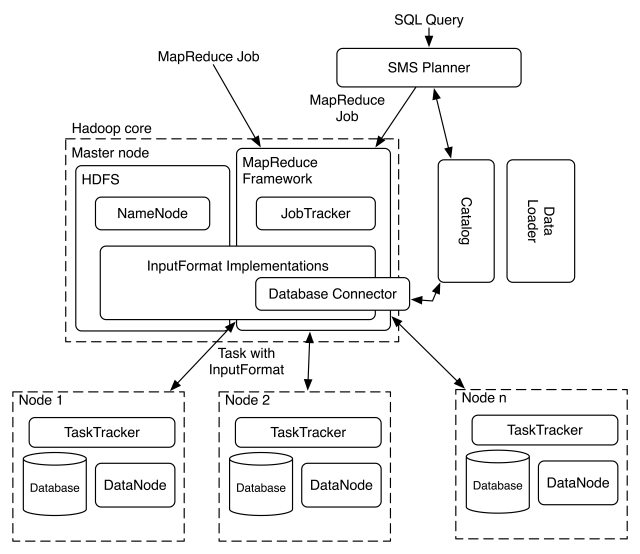 SQL Query
SMS Planner
MapReduce Job
MapReduce
Job
Hadoop core
Master node
HDFS
NameNode
MapReduce
Framework
JobTracker
InputFormat Implementations
Database Connector
Catalog
Data
Loader
Task with
InputFormat
Node 1
TaskTracker
Database
DataNode
Node 2
TaskTracker
Database
DataNode
Node n
TaskTracker
Database
DataNode